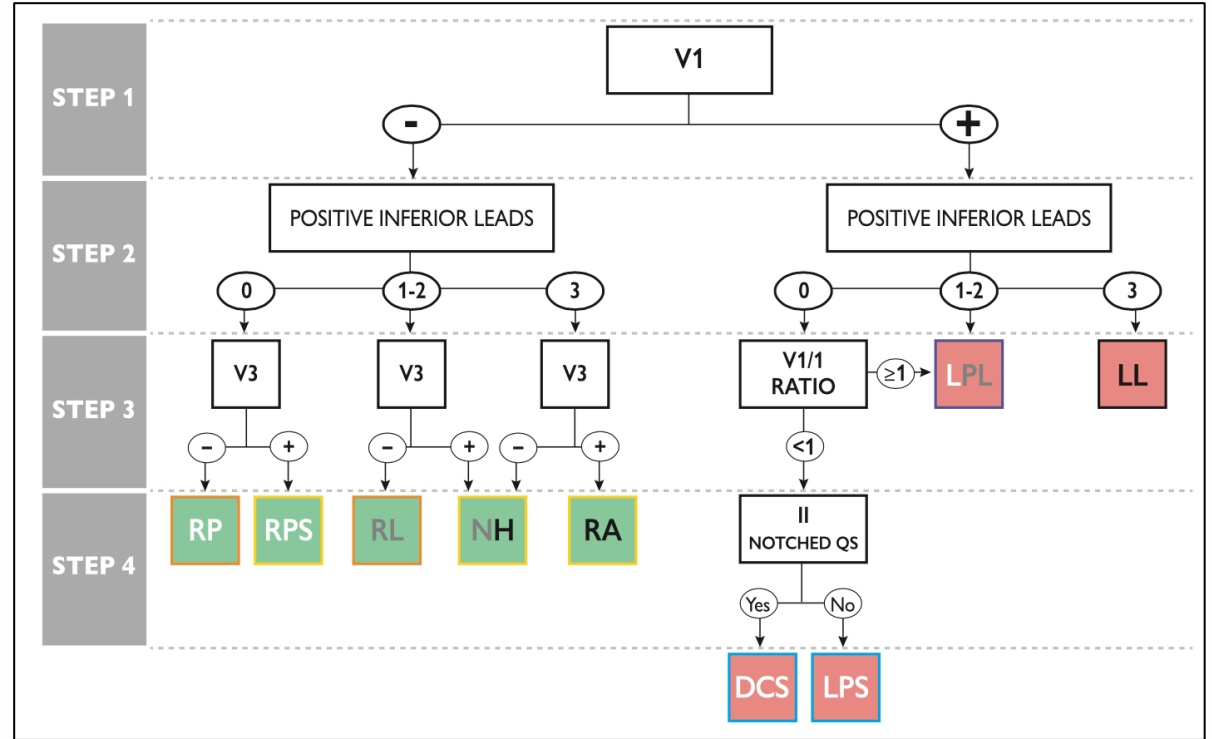 STEP 1
V1
-
+
STEP 2
POSITIVE INFERIOR LEADS
POSITIVE INFERIOR LEADS
0
1-2
3
0
1-2
3
STEP 3
V3
V3
V3
V1/1
RATIO
≥1
LPL
LL
−
+
−
+
−
+
<1
STEP 4
RP
RPS
RL
NH
RA
II
NOTCHED QS
Yes
No
DCS
LPS